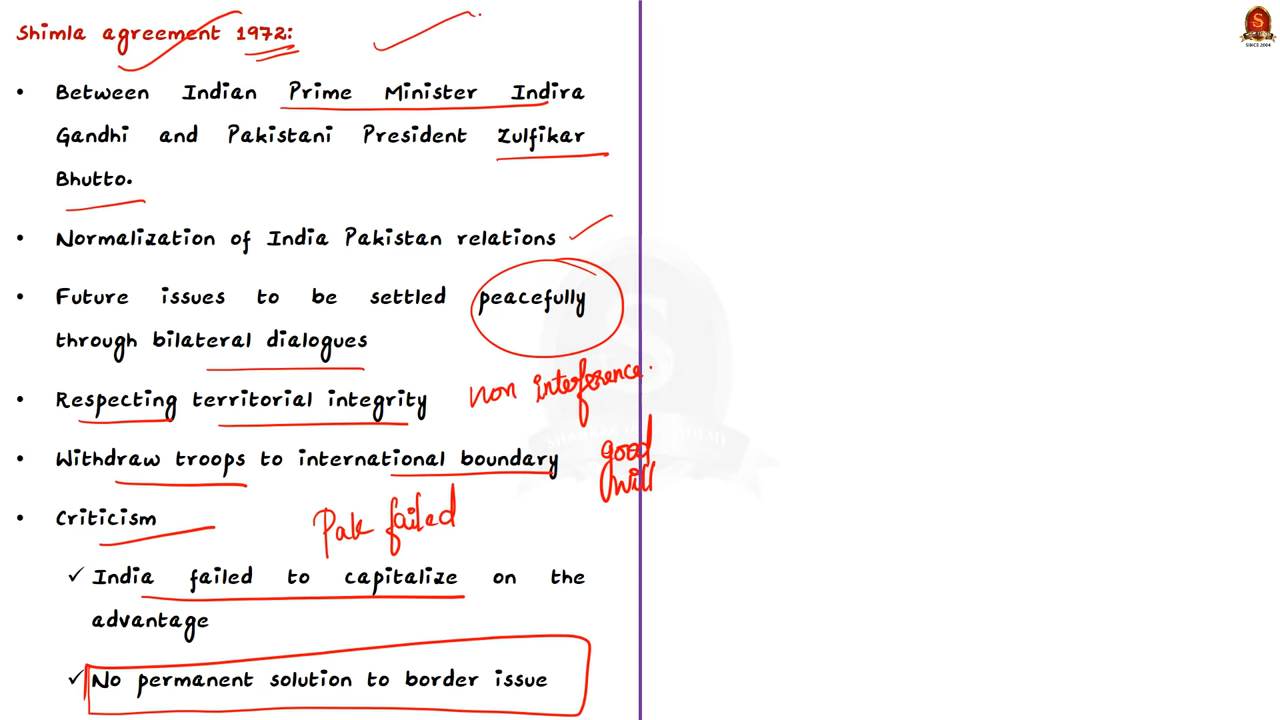 Shimla agreement 1972:
• Between Indian Prime Minister Indira
Gandhi and Pakistani President Zulfikar
Bhutto.
• Normalization of India Pakistan relations
• Future issues to be settled peacefully
through bilateral dialogues
• Respecting territorial integrity
non interference.
• Withdraw troops to international boundary
good
will
• Criticism
Pak failed
✓ India failed to capitalize on the
advantage
✓ No permanent solution to border issue
S
SINCE 2004